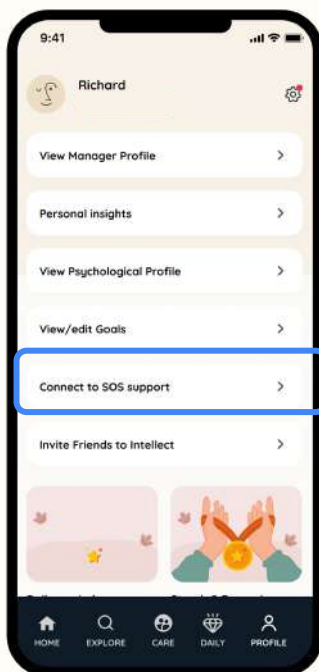 9:41
Richard
View Manager Profile
Personal insights
View Psychological Profile
View/edit Goals
Connect to SOS support
Invite Friends to Intellect
HOME EXPLORE CARE DAILY PROFILE